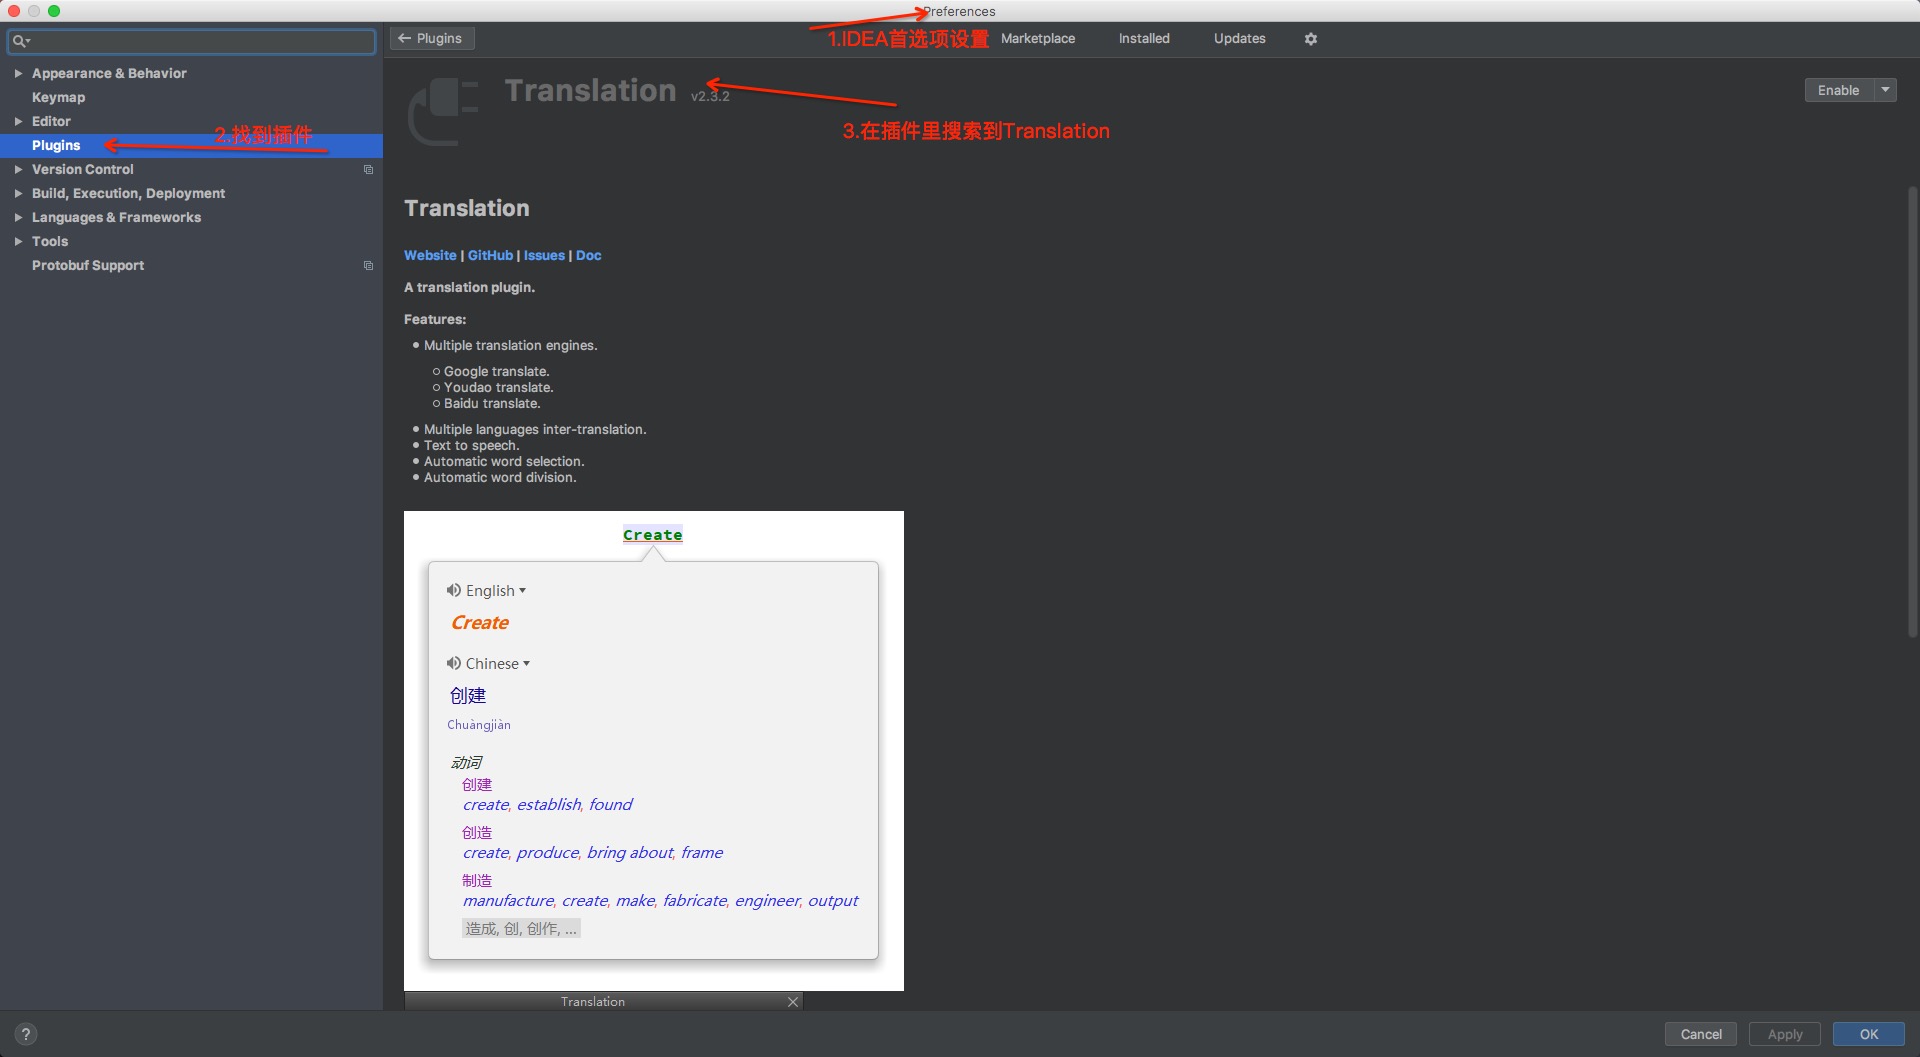 Preferences
← Plugins
1.IDEA首选项设置
Marketplace
Installed
Updates
Appearance & Behavior
Keymap
Editor
2.找到插件
Plugins
Version Control
Build, Execution, Deployment
Languages & Frameworks
Tools
Protobuf Support
Translation
v2.3.2
Enable
3.在插件里搜索到Translation
Translation
Website | GitHub | Issues | Doc
A translation plugin.
Features:
Multiple translation engines.
Google translate.
Youdao translate.
Baidu translate.
Multiple languages inter-translation.
Text to speech.
Automatic word selection.
Automatic word division.
Create
English
Create
Chinese
创建
Chuàngjiàn
动词
创建
create, establish, found
创造
create, produce, bring about, frame
制造
manufacture, create, make, fabricate, engineer, output
造成, 创, 创作, ...
Translation
?
Cancel
Apply
OK